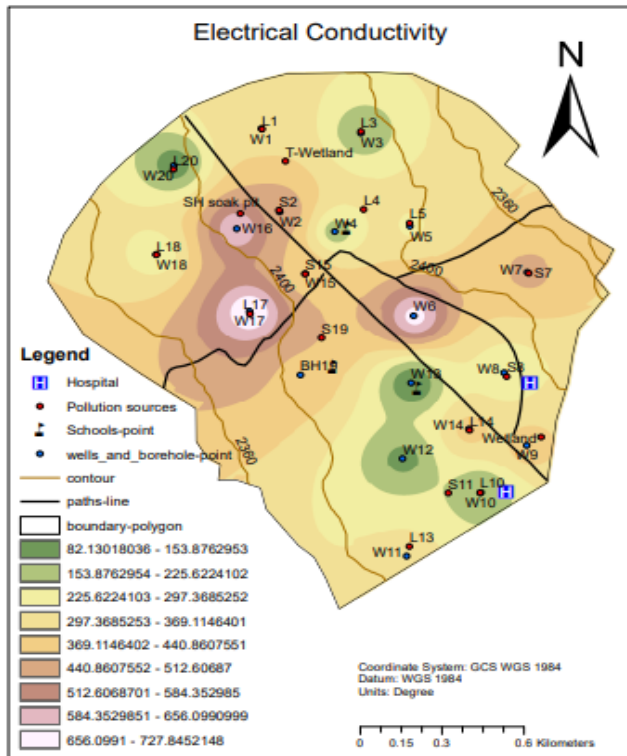 Electrical Conductivity
N
L1
W1
L3
W3
T-Wetland
L20
W20
S2
W2
SH soak pit
W16
L4
W4
L5
W5
2360
L18
W18
S15
W15
2400
2400
W7
S7
L17
W17
W6
S19
BH19
W13
W8
S8
W14
L14
Wetland
W9
2360
W12
S11
L10
W10
L13
W11
Legend
Hospital
Pollution sources
Schools-point
wells_and_borehole-point
contour
paths-line
boundary-polygon
82.13018036 - 153.8762953
153.8762954 - 225.6224102
225.6224103 - 297.3685252
297.3685253 - 369.1146401
369.1146402 - 440.8607551
440.8607552 - 512.60687
512.6068701 - 584.352985
584.3529851 - 656.0990999
656.0991 - 727.8452148
Coordinate System: GCS WGS 1984
Datum: WGS 1984
Units: Degree
0 0.15 0.3 0.6 Kilometers